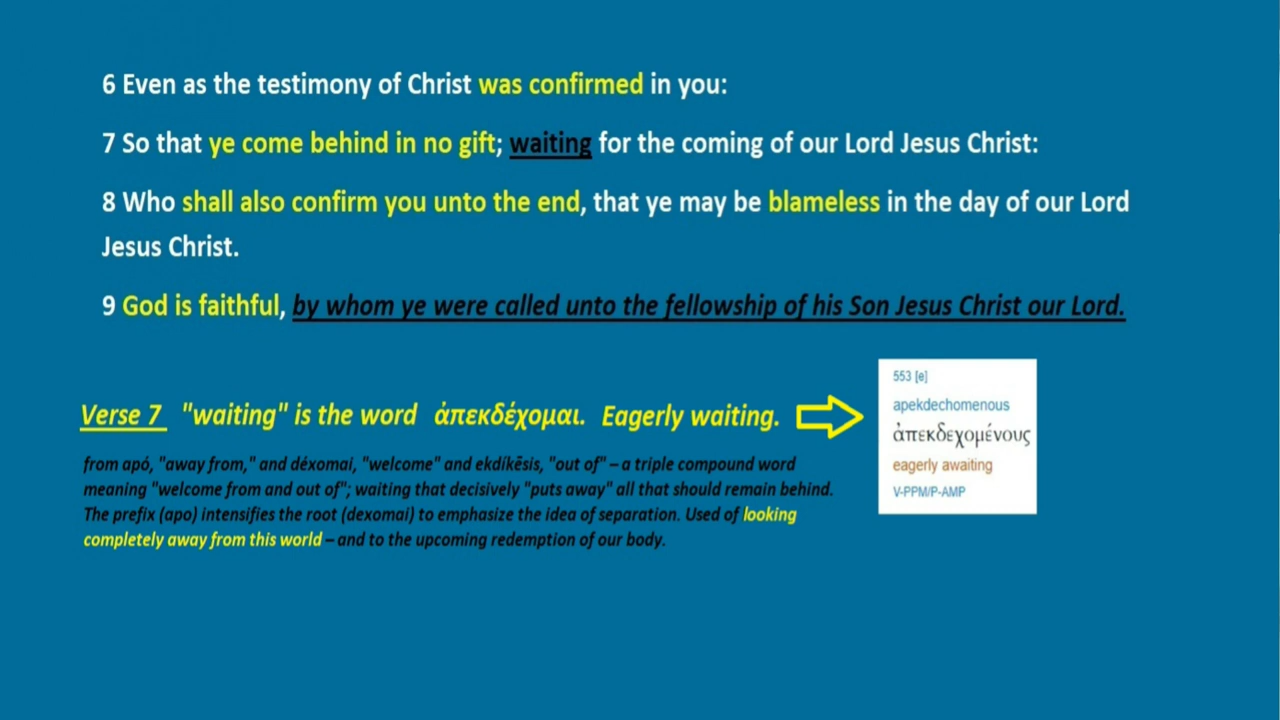 6 Even as the testimony of Christ was confirmed in you:
7 So that ye come behind in no gift; waiting for the coming of our Lord Jesus Christ:
8 Who shall also confirm you unto the end, that ye may be blameless in the day of our Lord
Jesus Christ.
9 God is faithful, by whom ye were called unto the fellowship of his Son Jesus Christ our Lord.
Verse 7 "waiting" is the word ἀπεκδέχομαι. Eagerly waiting.
from apó, "away from," and déxomai, "welcome" and ekdíkēsis, "out of" – a triple compound word
meaning "welcome from and out of"; waiting that decisively "puts away" all that should remain behind.
The prefix (apo) intensifies the root (dexomai) to emphasize the idea of separation. Used of looking
completely away from this world – and to the upcoming redemption of our body.
553 [e]
apekdechomenous
ἀπεκδεχομένους
eagerly awaiting
V-PPM/P-AMP